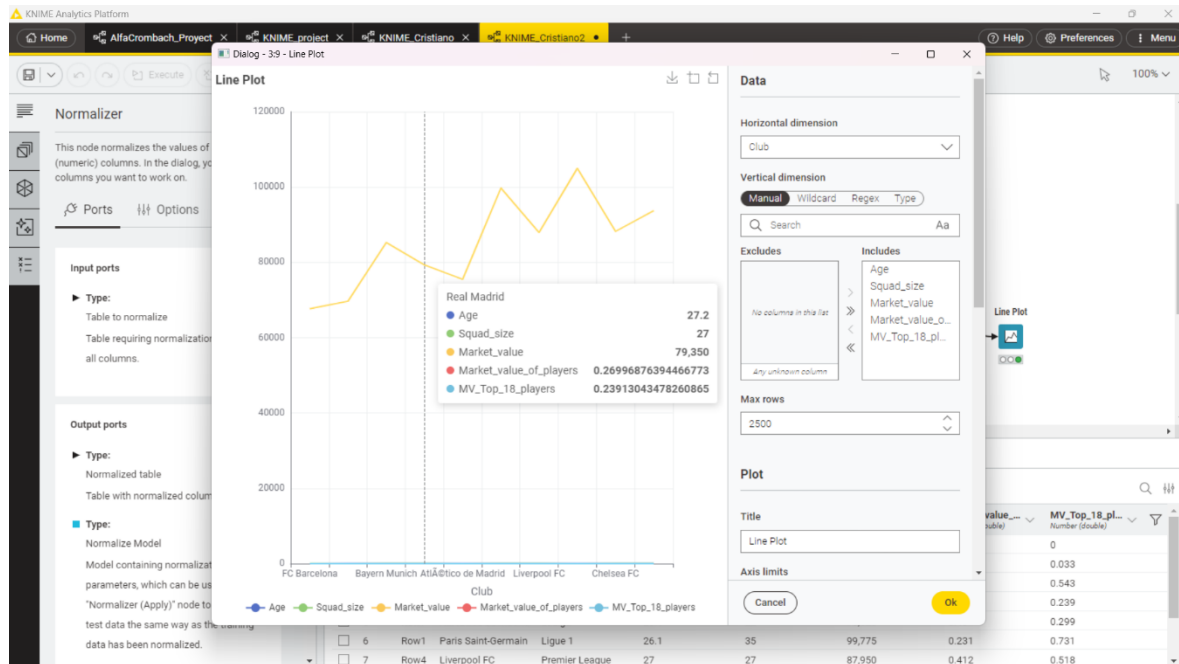 KNIME Analytics Platform
Home
AlfaCrombach_Proyect
KNIME_project
KNIME_Cristiano
KNIME_Cristiano2
Help
Preferences
Menu
Execute
100%
Dialog - 3:9 - Line Plot
Normalizer
This node normalizes the values of
(numeric) columns. In the dialog,
columns you want to work on.
Ports
Options
Input ports
Type:
Table to normalize
Table requiring normalization
all columns.
Output ports
Type:
Normalized table
Table with normalized
Type:
Normalize Model
Model containing
parameters, which can be
"Normalizer (Apply)" node to
test data the same way as the training
data has been normalized.
Line Plot
120000
100000
80000
60000
40000
20000
0
Real Madrid
Age 27.2
Squad_size 27
Market_value 79,350
Market_value_of_players 0.26996876394466773
MV_Top_18_players 0.23913043478260865
FC Barcelona Bayern Munich AtlÃ©tico de Madrid Liverpool FC Chelsea FC
Club
Age Squad_size Market_value Market_value_of_players MV_Top_18_players
Data
Horizontal dimension
Club
Vertical dimension
Manual Wildcard Regex Type
Search Aa
Excludes Includes
No columns in this list
Any unknown column
Age
Squad_size
Market_value
Market_value_o...
MV_Top_18_pl...
Max rows
2500
Plot
Title
Line Plot
Axis limits
Cancel
Ok
Line Plot
value_... MV_Top_18_pl...
Number (double)
0
0.033
0.543
0.239
0.299
6 Row1 Paris Saint-Germain Ligue 1 26.1 35 99,775 0.231 0.731
7 Row4 Liverpool FC Premier League 27 27 87,950 0.412 0.518